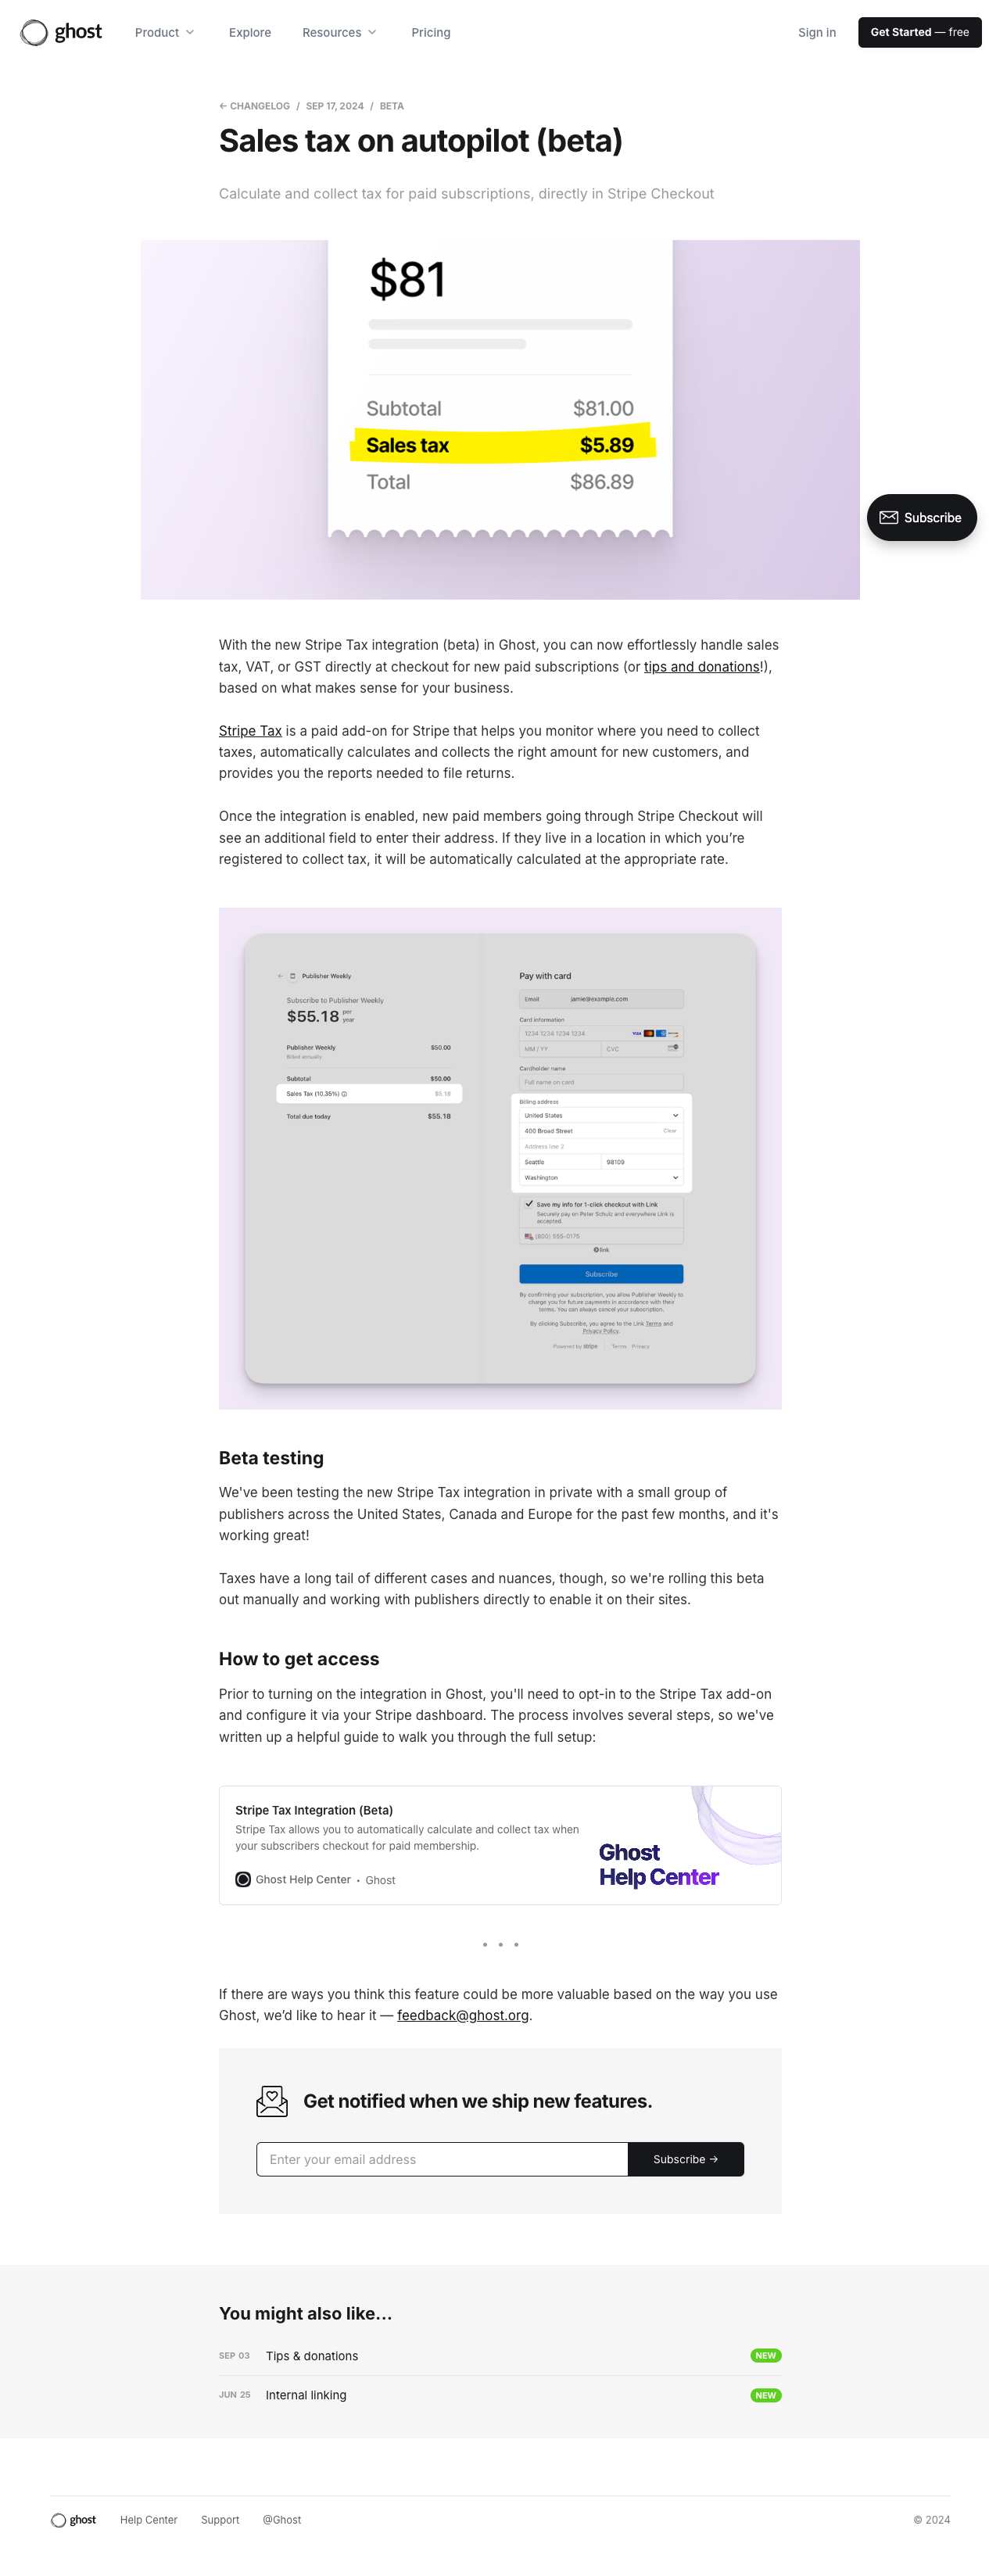 ghost Product Explore Resources Pricing Sign in Get Started — free
← CHANGELOG / SEP 17, 2024 / BETA
Sales tax on autopilot (beta)
Calculate and collect tax for paid subscriptions, directly in Stripe Checkout
$81
Subtotal $81.00
Sales tax $5.89
Total $86.89
Subscribe
With the new Stripe Tax integration (beta) in Ghost, you can now effortlessly handle sales
tax, VAT, or GST directly at checkout for new paid subscriptions (or tips and donations!),
based on what makes sense for your business.
Stripe Tax is a paid add-on for Stripe that helps you monitor where you need to collect
taxes, automatically calculates and collects the right amount for new customers, and
provides you the reports needed to file returns.
Once the integration is enabled, new paid members going through Stripe Checkout will
see an additional field to enter their address. If they live in a location in which you’re
registered to collect tax, it will be automatically calculated at the appropriate rate.
← Publisher Weekly
Subscribe to Publisher Weekly
$55.18 per
year
Publisher Weekly $50.00
Billed annually
Subtotal $50.00
Sales Tax (10.35%) $5.18
Total due today $55.18
Pay with card
Email jamie@example.com
Card information
1234 1234 1234 1234 VISA
MM / YY CVC
Cardholder name
Full name on card
Billing address
United States
400 Broad Street Clear
Address line 2
Seattle 98109
Washington
Save my info for 1-click checkout with Link
Securely pay on Peter Schulz and everywhere Link is
accepted.
(800) 555-0175
link
Subscribe
By confirming your subscription, you allow Publisher Weekly to
charge you for future payments in accordance with their
terms. You can always cancel your subscription.
By clicking Subscribe, you agree to the Link Terms and
Privacy Policy.
Powered by stripe Terms Privacy
Beta testing
We've been testing the new Stripe Tax integration in private with a small group of
publishers across the United States, Canada and Europe for the past few months, and it's
working great!
Taxes have a long tail of different cases and nuances, though, so we're rolling this beta
out manually and working with publishers directly to enable it on their sites.
How to get access
Prior to turning on the integration in Ghost, you'll need to opt-in to the Stripe Tax add-on
and configure it via your Stripe dashboard. The process involves several steps, so we've
written up a helpful guide to walk you through the full setup:
Stripe Tax Integration (Beta)
Stripe Tax allows you to automatically calculate and collect tax when
your subscribers checkout for paid membership.
Ghost Help Center • Ghost
Ghost
Help Center
• • •
If there are ways you think this feature could be more valuable based on the way you use
Ghost, we’d like to hear it — feedback@ghost.org.
Get notified when we ship new features.
Enter your email address Subscribe →
You might also like...
SEP 03 Tips & donations NEW
JUN 25 Internal linking NEW
ghost Help Center Support @Ghost © 2024